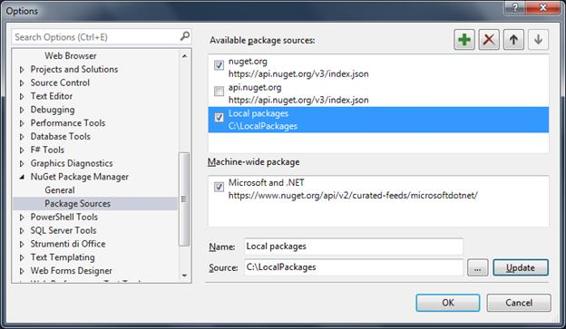 Options
?
X
Search Options (Ctrl+E)
Web Browser
Projects and Solutions
Source Control
Text Editor
Debugging
Performance Tools
Database Tools
F# Tools
Graphics Diagnostics
NuGet Package Manager
General
Package Sources
PowerShell Tools
SQL Server Tools
Strumenti di Office
Text Templating
Web Forms Designer
Available package sources:
nuget.org
https://api.nuget.org/v3/index.json
api.nuget.org
https://api.nuget.org/v3/index.json
Local packages
C:\LocalPackages
Machine-wide package
Microsoft and .NET
https://www.nuget.org/api/v2/curated-feeds/microsoftdotnet/
Name:
Local packages
Source:
C:\LocalPackages
...
Update
OK
Cancel